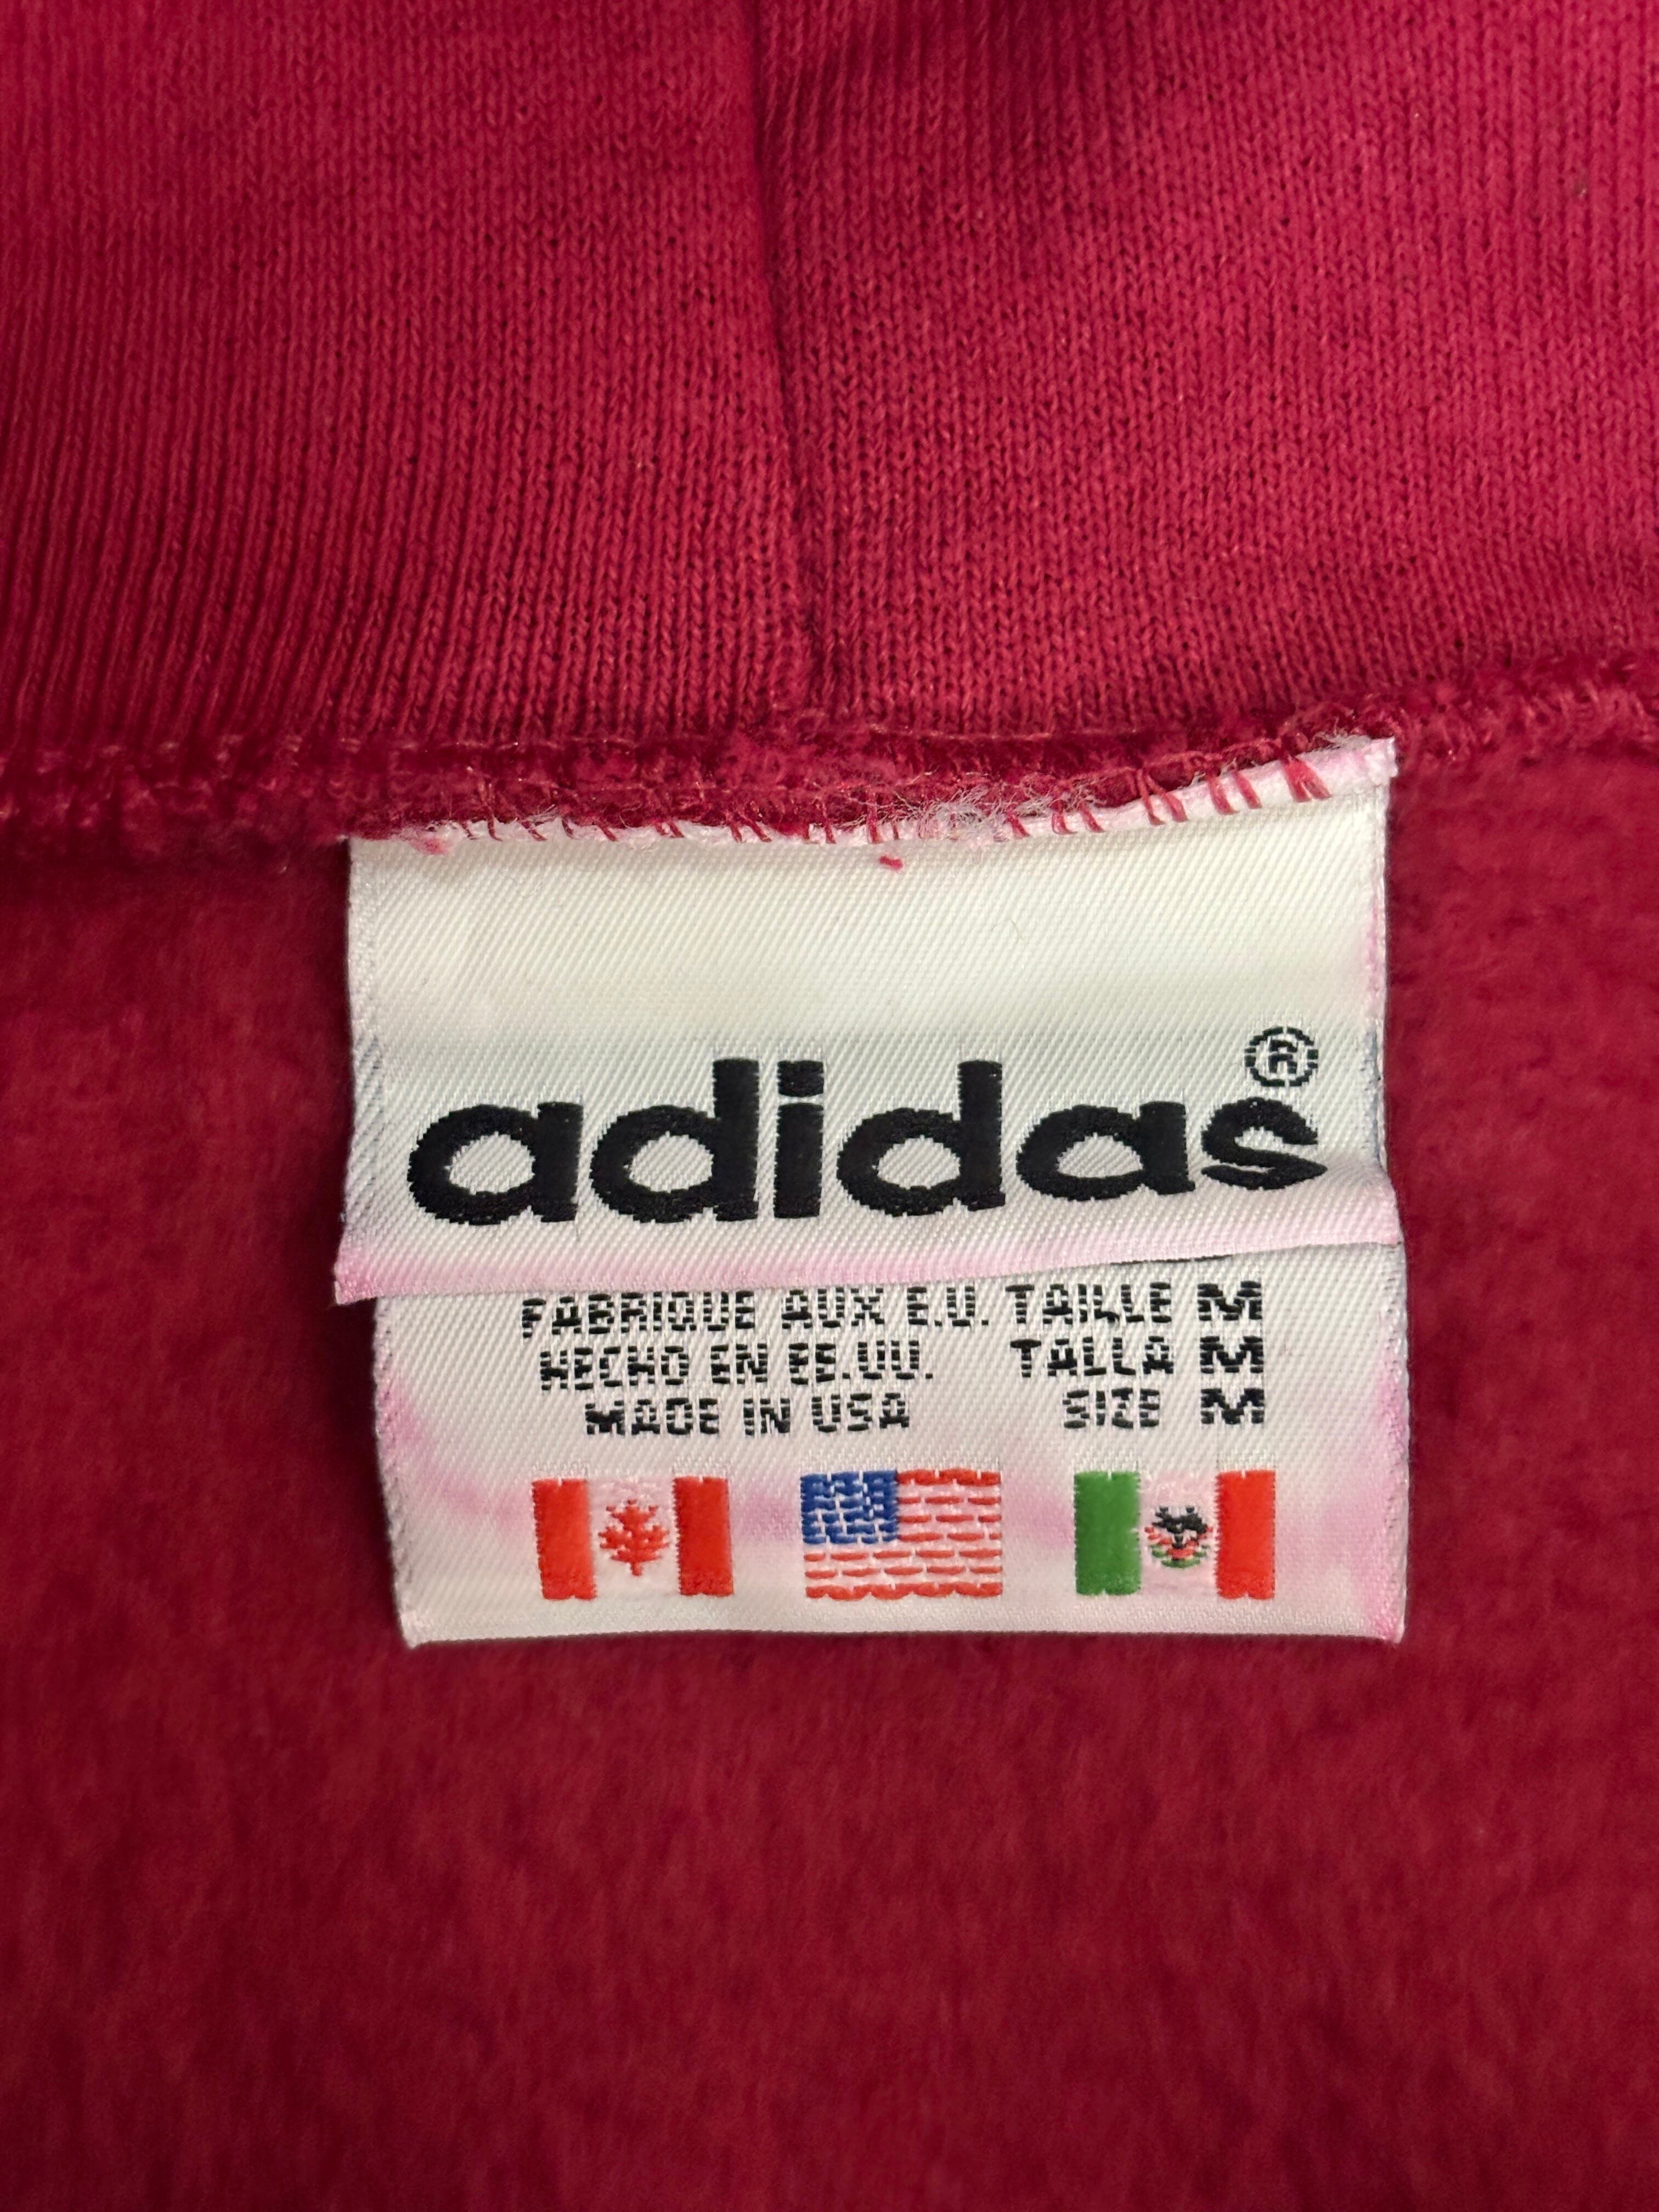 adidas®
FABRIQUE AUX E.U. TAILLE M
HECHO EN EE.UU. TALLA M
MADE IN USA SIZE M